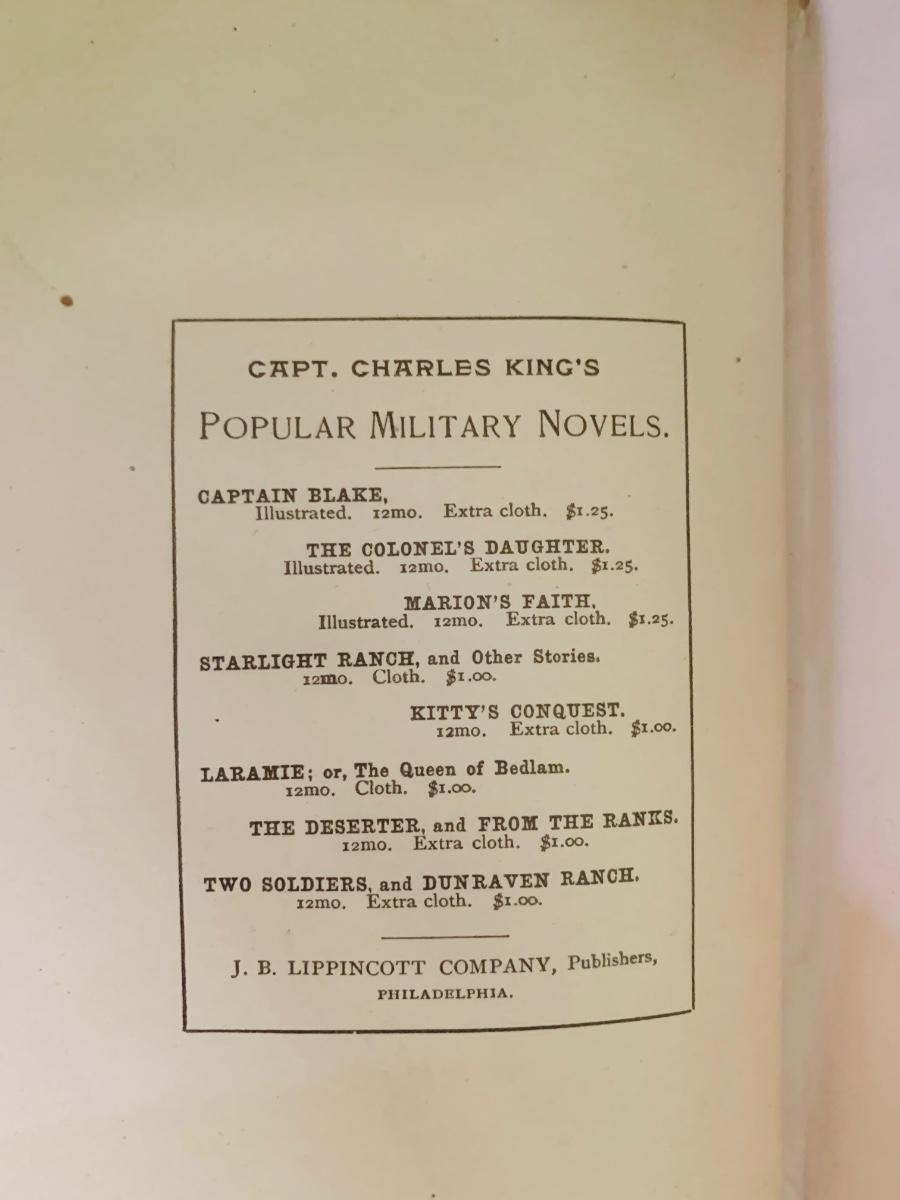 CAPT. CHARLES KING'S
POPULAR MILITARY NOVELS.
CAPTAIN BLAKE,
Illustrated. 12mo. Extra cloth. $1.25.
THE COLONEL'S DAUGHTER.
Illustrated. 12mo. Extra cloth. $1.25.
MARION'S FAITH.
Illustrated. 12mo. Extra cloth. $1.25.
STARLIGHT RANCH, and Other Stories.
12mo. Cloth. $1.00.
KITTY'S CONQUEST.
12mo. Extra cloth. $1.00.
LARAMIE; or, The Queen of Bedlam.
12mo. Cloth. $1.00.
THE DESERTER, and FROM THE RANKS.
12mo. Extra cloth. $1.00.
TWO SOLDIERS, and DUNRAVEN RANCH.
12mo. Extra cloth. $1.00.
J. B. LIPPINCOTT COMPANY, Publishers,
PHILADELPHIA.